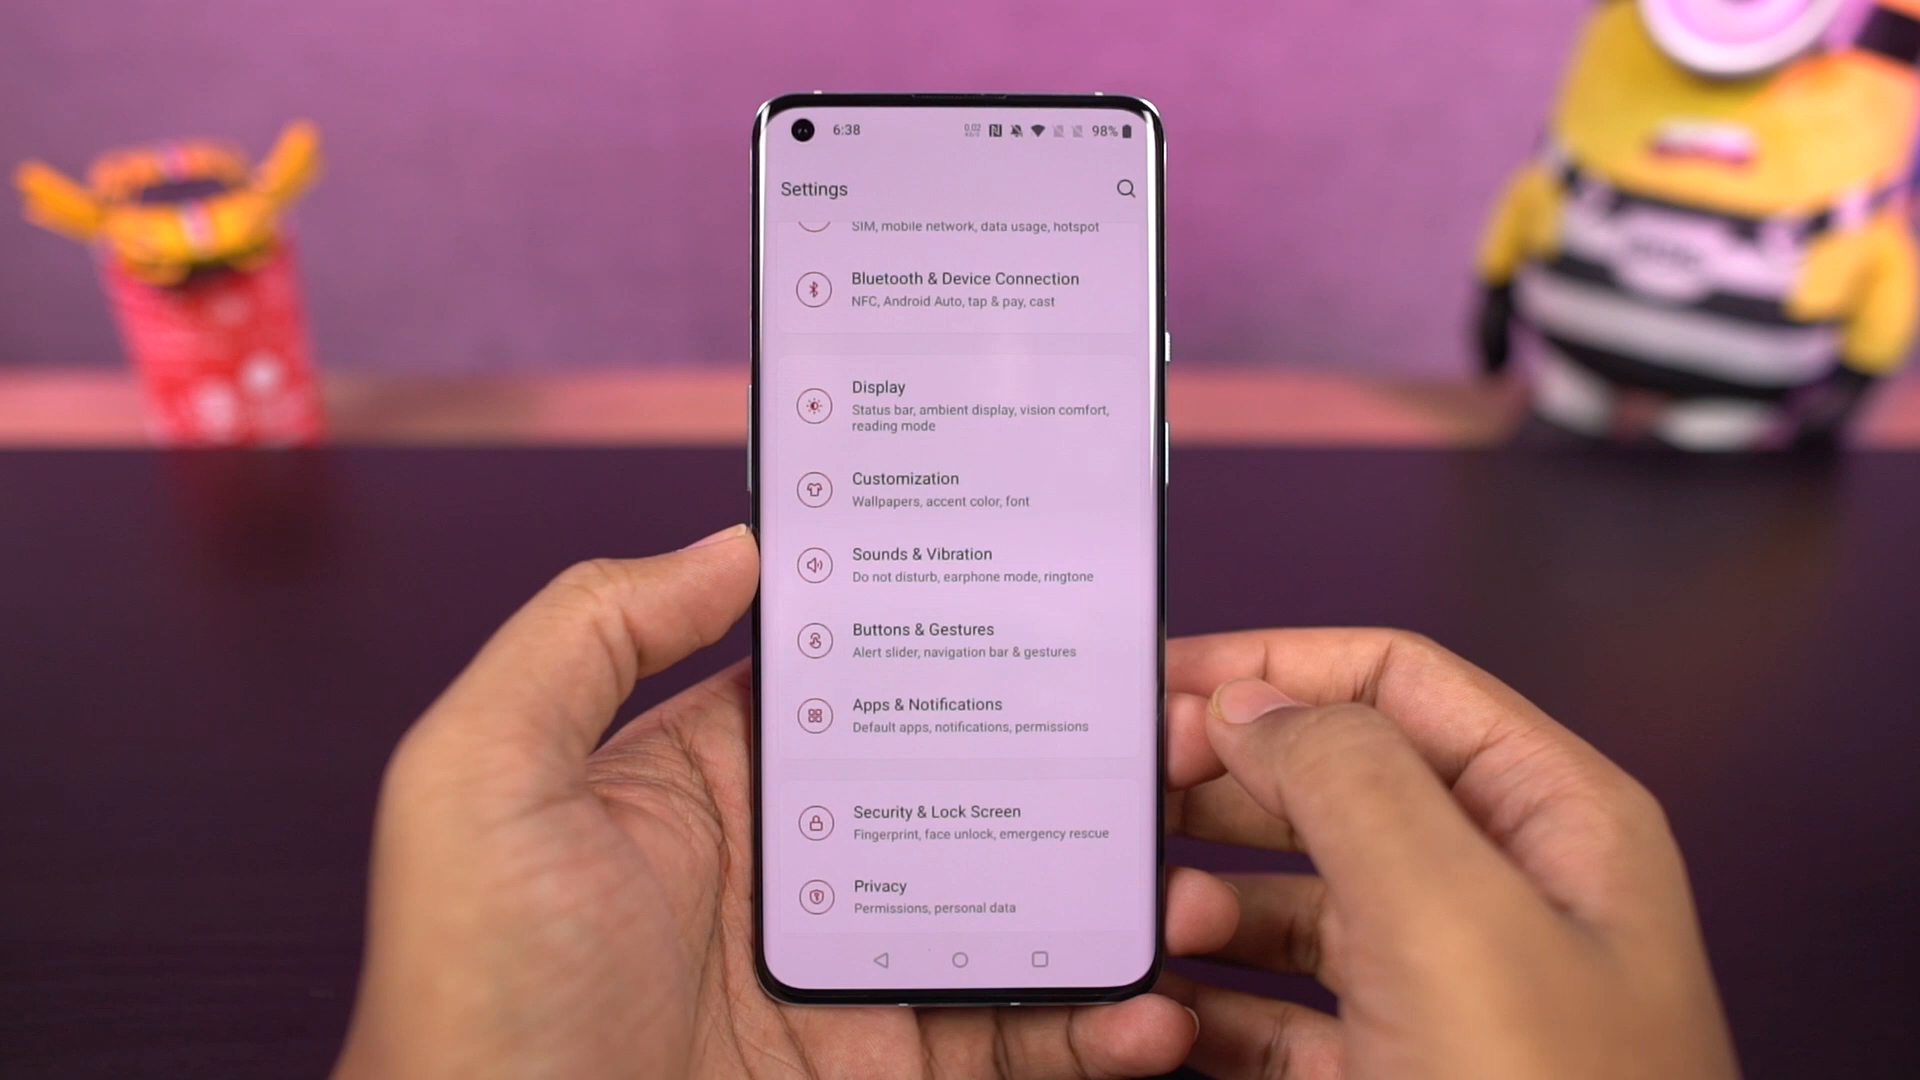 6:38
0.02
98%
Settings
SIM, mobile network, data usage, hotspot
Bluetooth & Device Connection
NFC, Android Auto, tap & pay, cast
Display
Status bar, ambient display, vision comfort,
reading mode
Customization
Wallpapers, accent color, font
Sounds & Vibration
Do not disturb, earphone mode, ringtone
Buttons & Gestures
Alert slider, navigation bar & gestures
Apps & Notifications
Default apps, notifications, permissions
Security & Lock Screen
Fingerprint, face unlock, emergency rescue
Privacy
Permissions, personal data